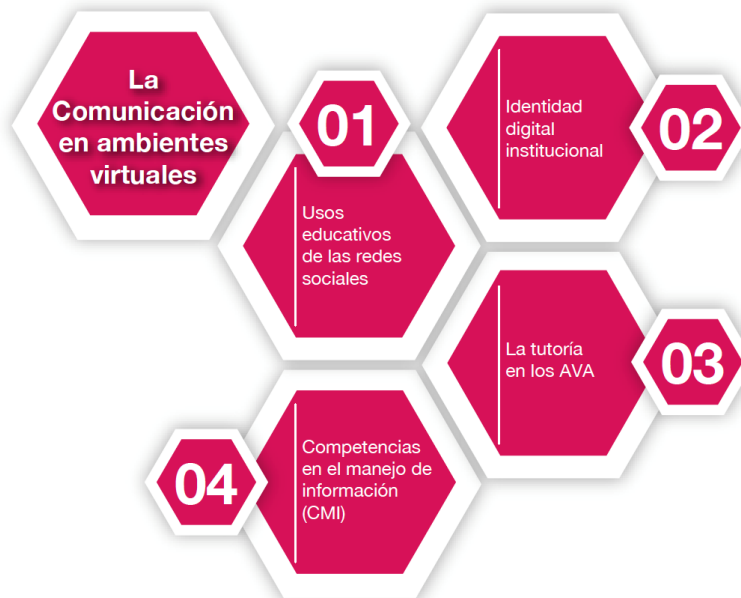 La
Comunicación
en ambientes
virtuales
01
Usos
educativos
de las redes
sociales
Identidad
digital
institucional
02
La tutoría
en los AVA
03
04
Competencias
en el manejo de
información
(CMI)